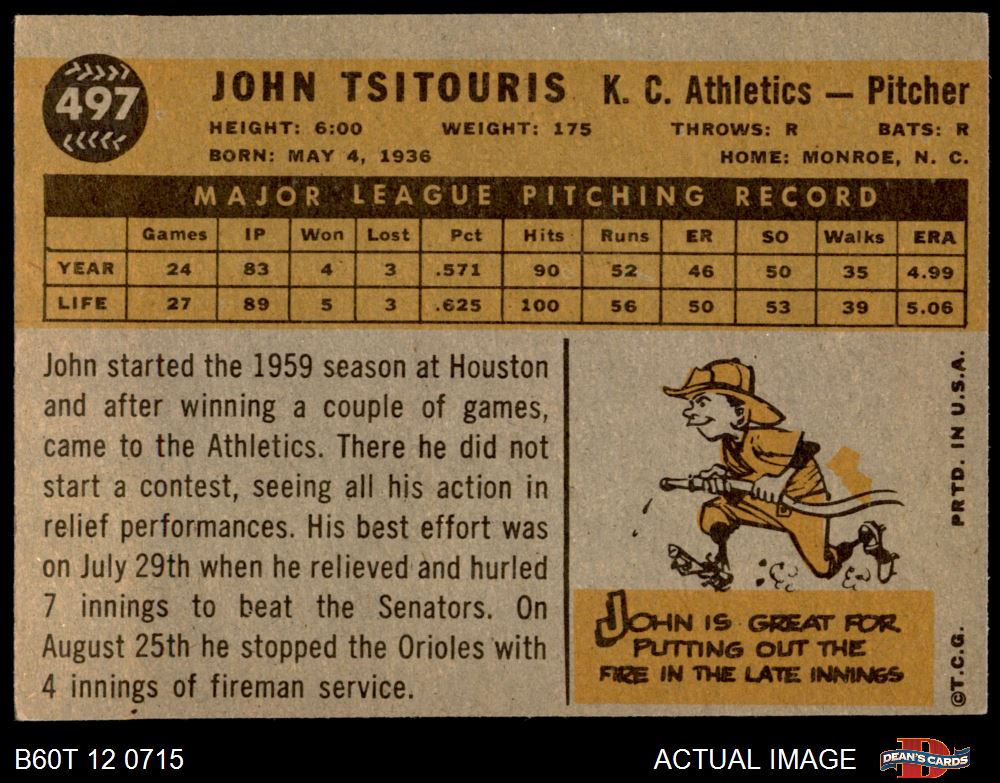 497
JOHN TSITOURIS K. C. Athletics — Pitcher
HEIGHT: 6:00 WEIGHT: 175 THROWS: R BATS: R
BORN: MAY 4, 1936 HOME: MONROE, N. C.
MAJOR LEAGUE PITCHING RECORD
Games IP Won Lost Pct Hits Runs ER SO Walks ERA
YEAR 24 83 4 3 .571 90 52 46 50 35 4.99
LIFE 27 89 5 3 .625 100 56 50 53 39 5.06
John started the 1959 season at Houston
and after winning a couple of games,
came to the Athletics. There he did not
start a contest, seeing all his action in
relief performances. His best effort was
on July 29th when he relieved and hurled
7 innings to beat the Senators. On
August 25th he stopped the Orioles with
4 innings of fireman service.
JOHN IS GREAT FOR
PUTTING OUT THE
FIRE IN THE LATE INNINGS
©T.C.G. PRTD. IN U.S.A.
B60T 12 0715 ACTUAL IMAGE DEAN'S CARDS